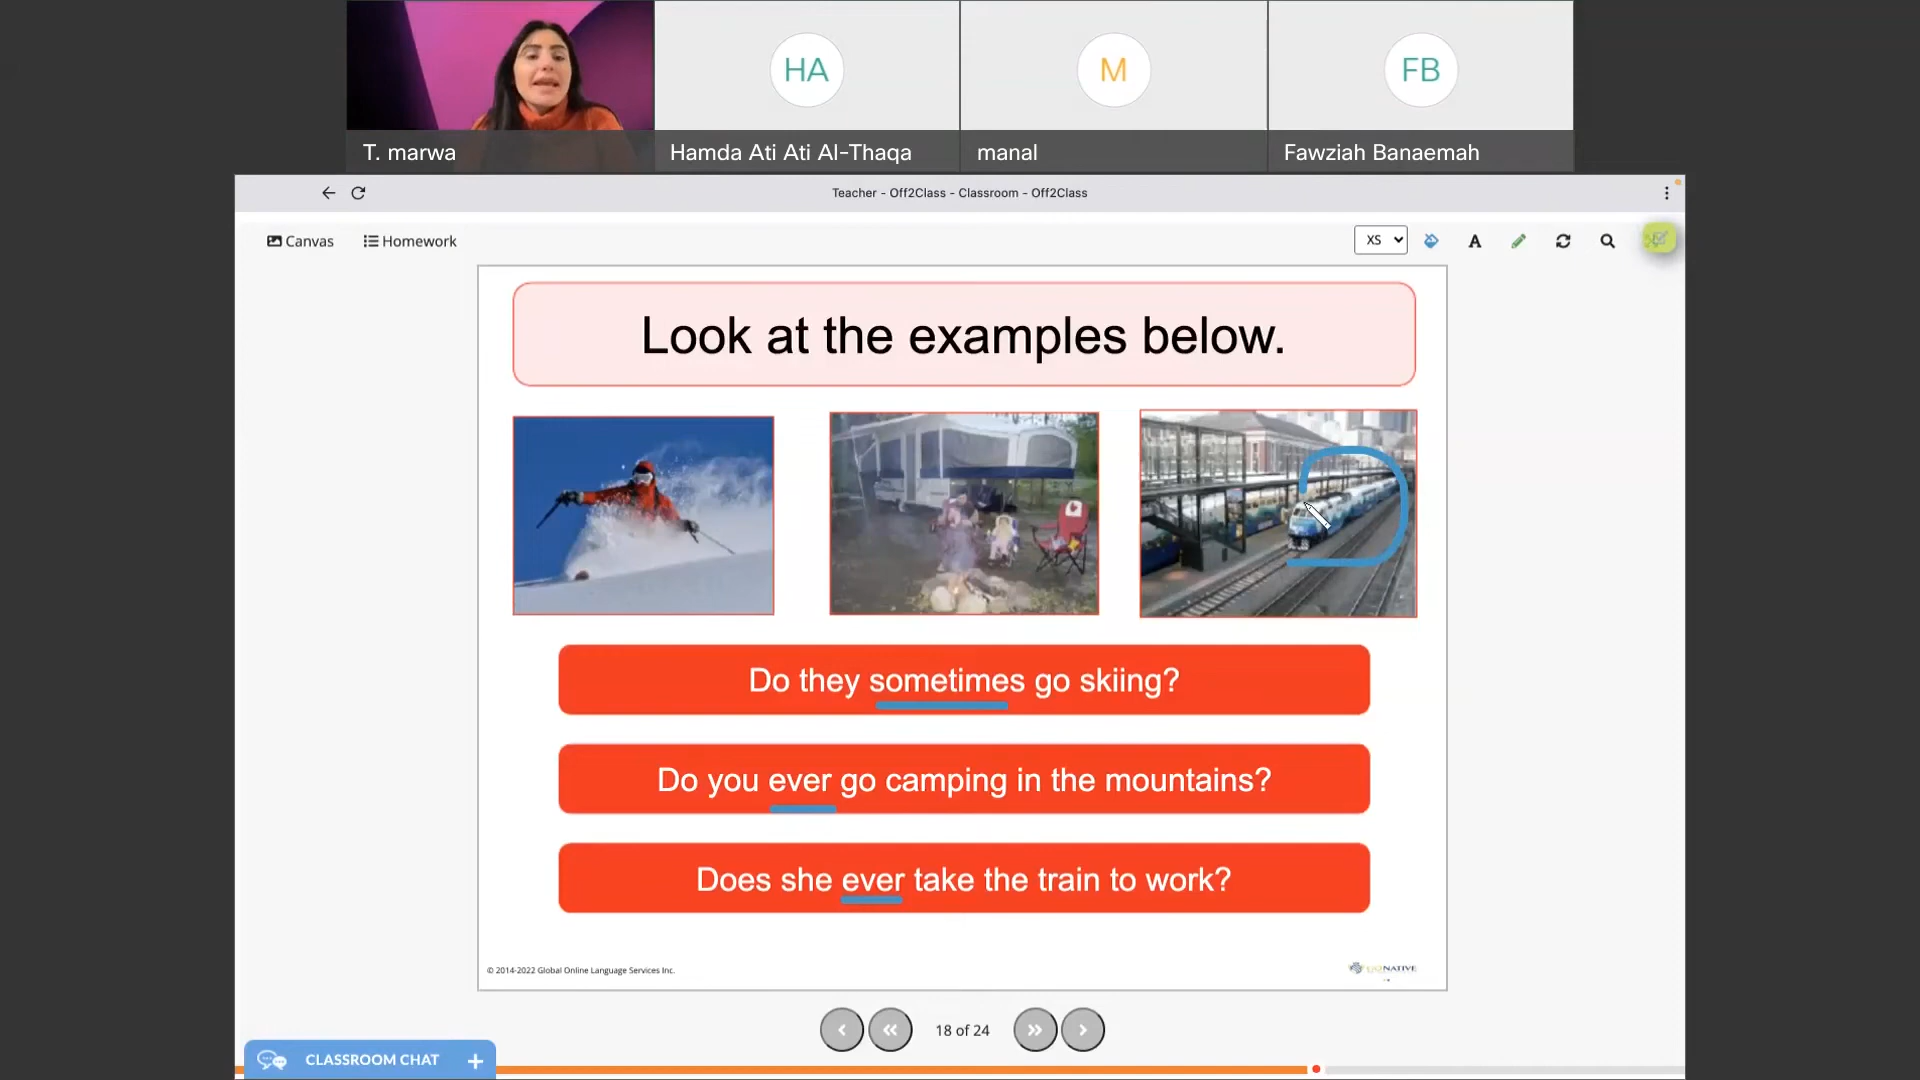 HA
M
FB
T. marwa
Hamda Ati Ati Al-Thaqa
manal
Fawziah Banaemah
Teacher - Off2Class - Classroom - Off2Class
Canvas
Homework
XS
A
Look at the examples below.
Do they sometimes go skiing?
Do you ever go camping in the mountains?
Does she ever take the train to work?
© 2014-2022 Global Online Language Services Inc.
18 of 24
CLASSROOM CHAT +